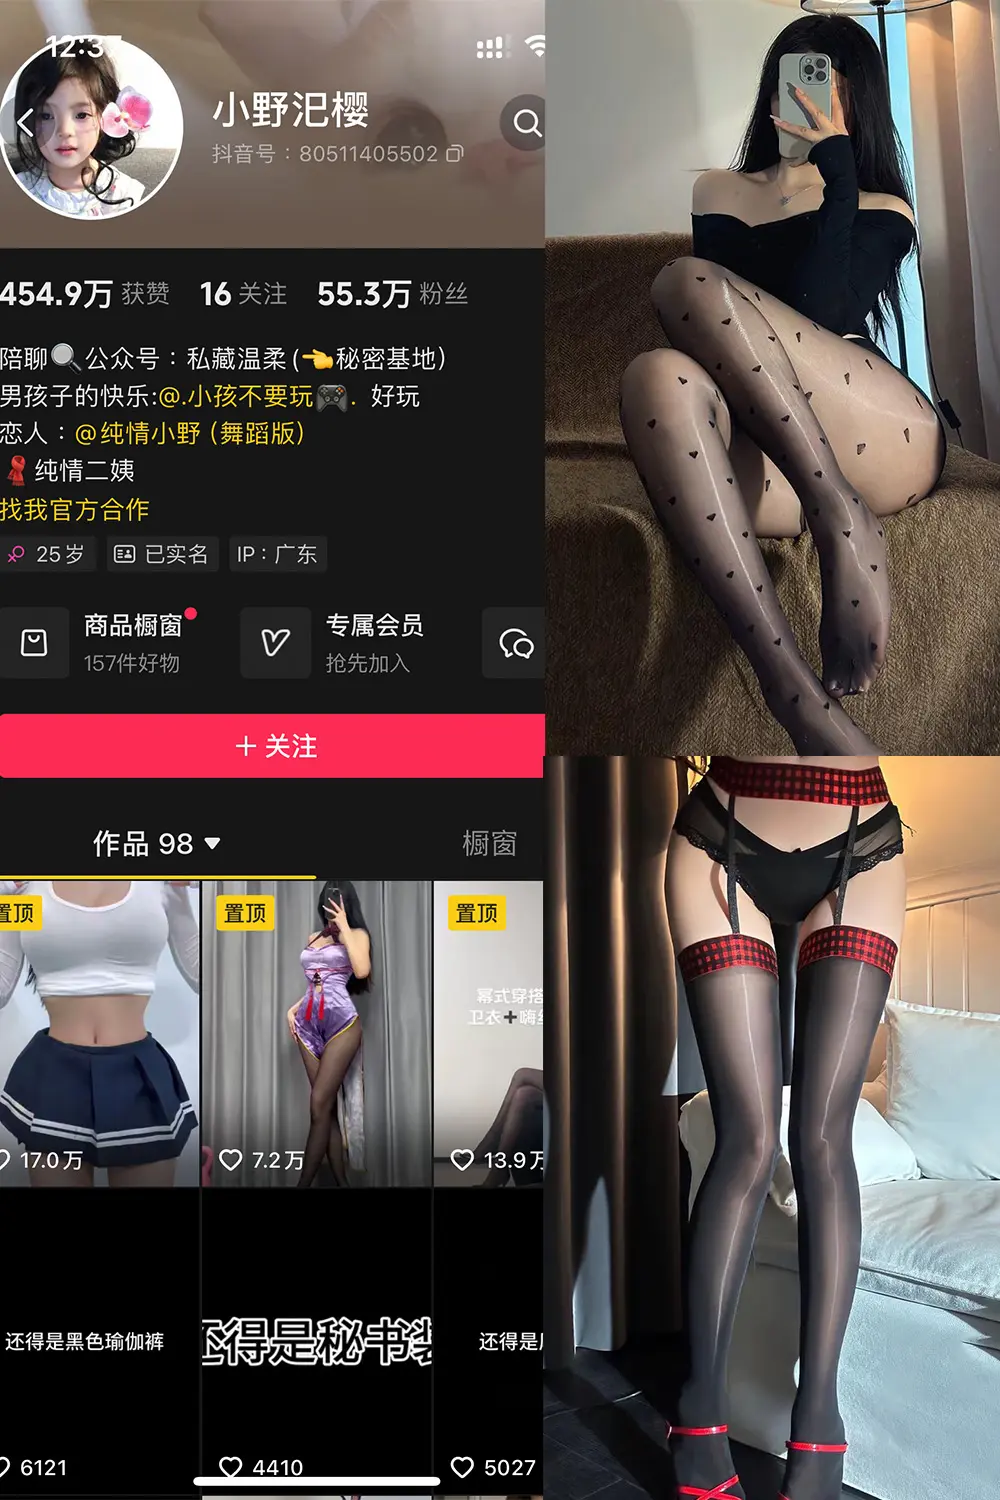 12:37
小野汜樱
抖音号：80511405502
454.9万 获赞 16 关注 55.3万 粉丝
陪聊🔍公众号：私藏温柔(👈秘密基地)
男孩子的快乐:@.小孩不要玩🎮. 好玩
恋人：@纯情小野（舞蹈版）
🧣纯情二姨
找我官方合作
25岁 已实名 IP：广东
商品橱窗 专属会员
157件好物 抢先加入
＋关注
作品 98 橱窗
置顶 置顶 置顶
幂式穿搭
卫衣➕嗨丝
17.0万 7.2万 13.9万
还得是黑色瑜伽裤 还得是秘书装 还得是
6121 4410 5027